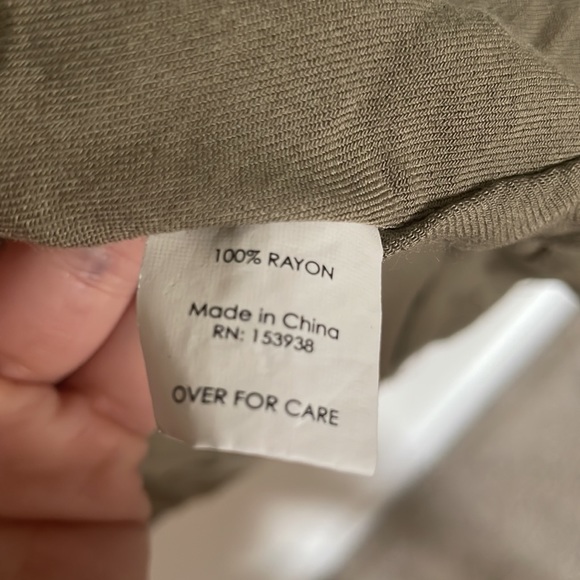 100% RAYON
Made in China
RN: 153938
OVER FOR CARE